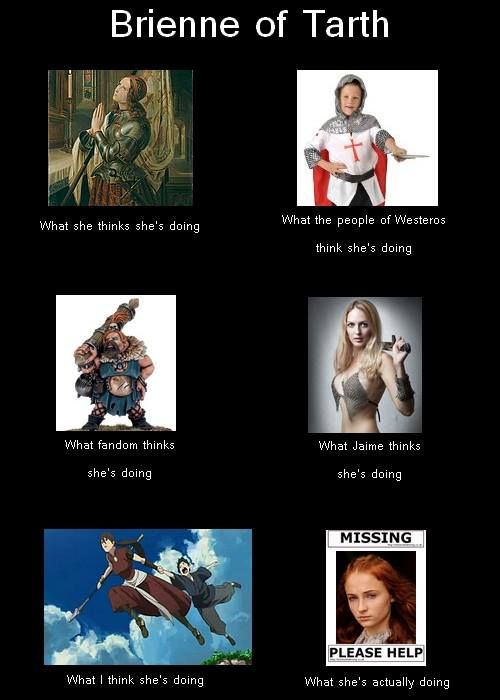 Brienne of Tarth
What she thinks she's doing
What the people of Westeros
think she's doing
What fandom thinks
she's doing
What Jaime thinks
she's doing
What I think she's doing
MISSING
PLEASE HELP
What she's actually doing